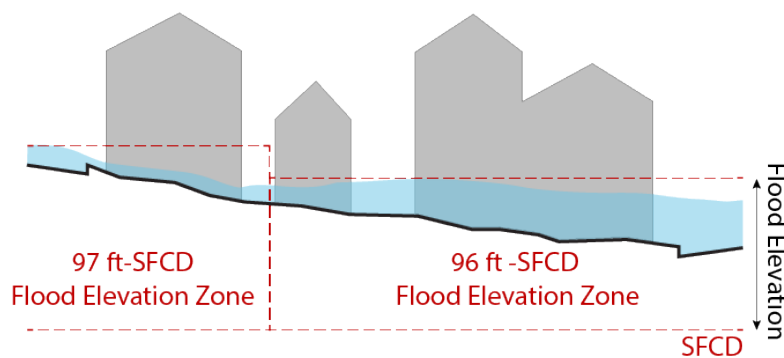 97 ft-SFCD
Flood Elevation Zone
96 ft -SFCD
Flood Elevation Zone
Flood Elevation
SFCD